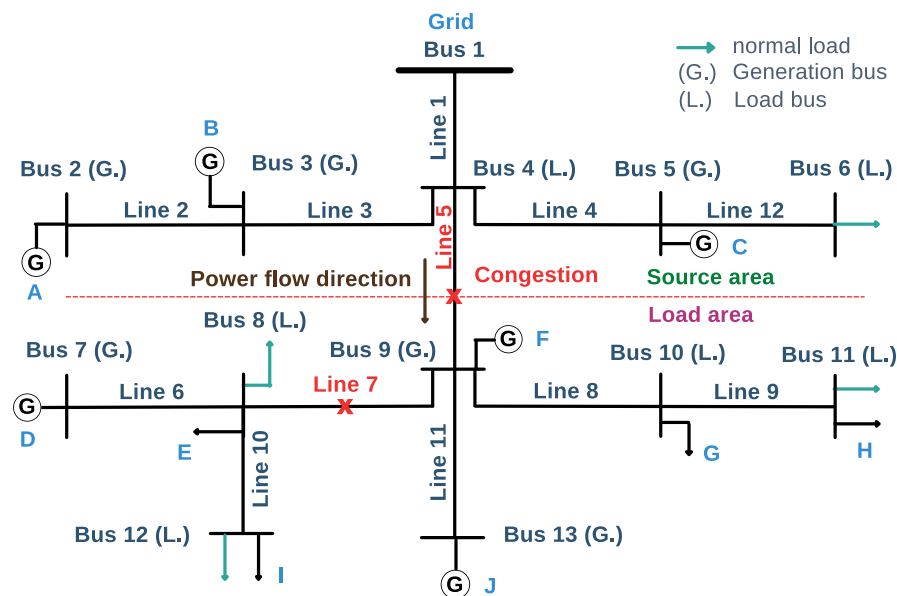 Grid
Bus 1
normal load
(G.) Generation bus
(L.) Load bus
Line 1
B
G
Bus 2 (G.)
Bus 3 (G.)
Bus 4 (L.)
Bus 5 (G.)
Bus 6 (L.)
Line 2
Line 3
Line 5
Line 4
Line 12
G
A
G
C
Power flow direction
Congestion
Source area
x
Load area
Bus 8 (L.)
Bus 7 (G.)
Bus 9 (G.)
G
F
Bus 10 (L.)
Bus 11 (L.)
Line 6
Line 7
Line 8
Line 9
G
D
x
E
Line 10
Line 11
G
H
Bus 12 (L.)
Bus 13 (G.)
I
G
J